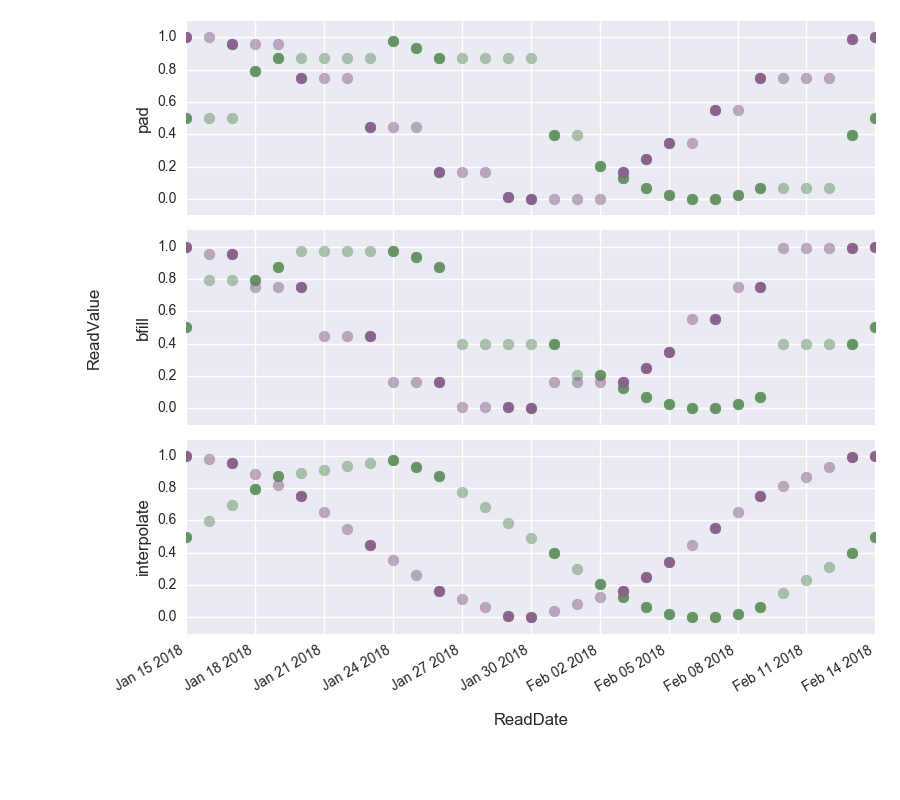 1.0
0.8
0.6
0.4
0.2
0.0
pad
1.0
0.8
0.6
0.4
0.2
0.0
bfill
ReadValue
1.0
0.8
0.6
0.4
0.2
0.0
interpolate
Jan 15 2018
Jan 18 2018
Jan 21 2018
Jan 24 2018
Jan 27 2018
Jan 30 2018
Feb 02 2018
Feb 05 2018
Feb 08 2018
Feb 11 2018
Feb 14 2018
ReadDate